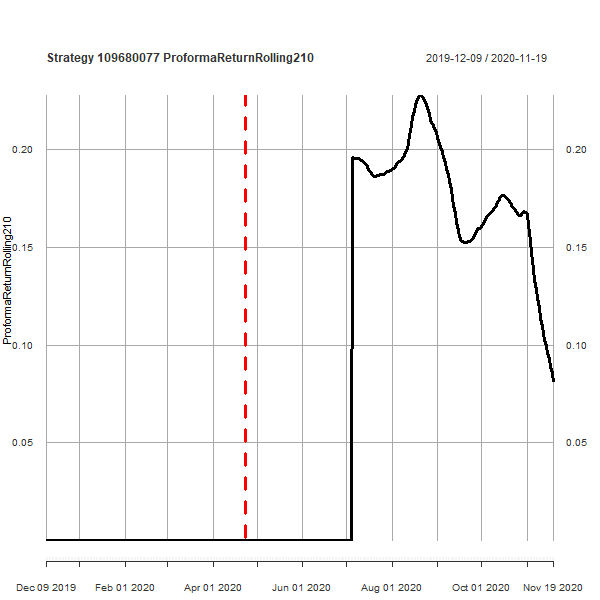 Strategy 109680077 ProformaReturnRolling210
2019-12-09 / 2020-11-19
ProformaReturnRolling210
0.20 0.20
0.15 0.15
0.10 0.10
0.05 0.05
Dec 09 2019 Feb 01 2020 Apr 01 2020 Jun 01 2020 Aug 01 2020 Oct 01 2020 Nov 19 2020